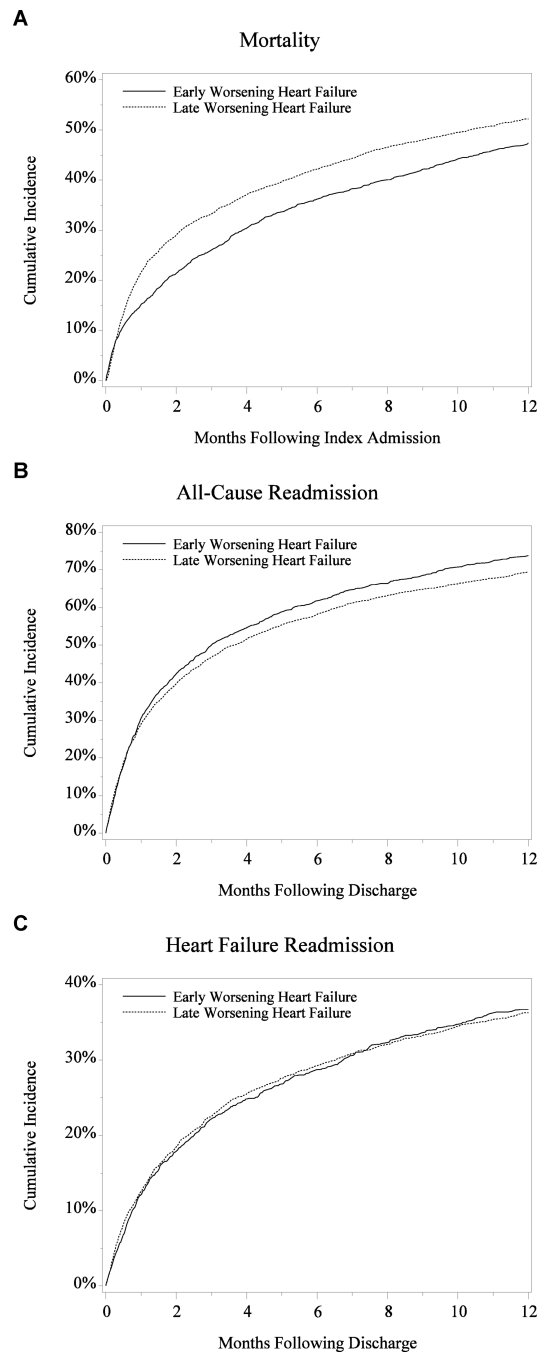 A
Mortality
60%
50%
40%
30%
20%
10%
0%
Early Worsening Heart Failure
Late Worsening Heart Failure
Cumulative Incidence
0 2 4 6 8 10 12
Months Following Index Admission
B
All-Cause Readmission
80%
70%
60%
50%
40%
30%
20%
10%
0%
Early Worsening Heart Failure
Late Worsening Heart Failure
Cumulative Incidence
0 2 4 6 8 10 12
Months Following Discharge
C
Heart Failure Readmission
40%
30%
20%
10%
0%
Early Worsening Heart Failure
Late Worsening Heart Failure
Cumulative Incidence
0 2 4 6 8 10 12
Months Following Discharge